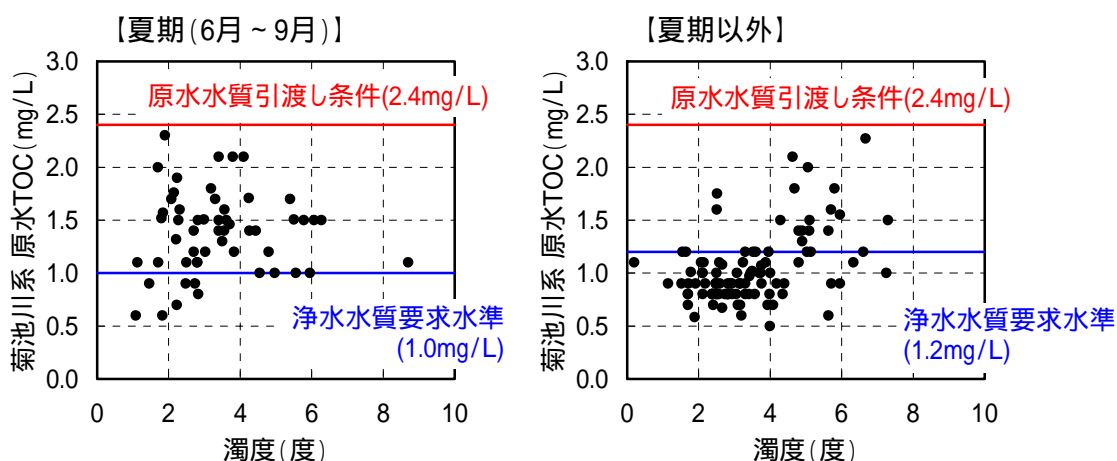 【夏期(6月~9月)】
菊池川系 原水TOC(mg/L)
3.0
2.5
2.0
1.5
1.0
0.5
0.0
原水水質引渡し条件(2.4mg/L)
浄水水質要求水準
(1.0mg/L)
0 2 4 6 8 10
濁度(度)
【夏期以外】
菊池川系 原水TOC(mg/L)
3.0
2.5
2.0
1.5
1.0
0.5
0.0
原水水質引渡し条件(2.4mg/L)
浄水水質要求水準
(1.2mg/L)
0 2 4 6 8 10
濁度(度)